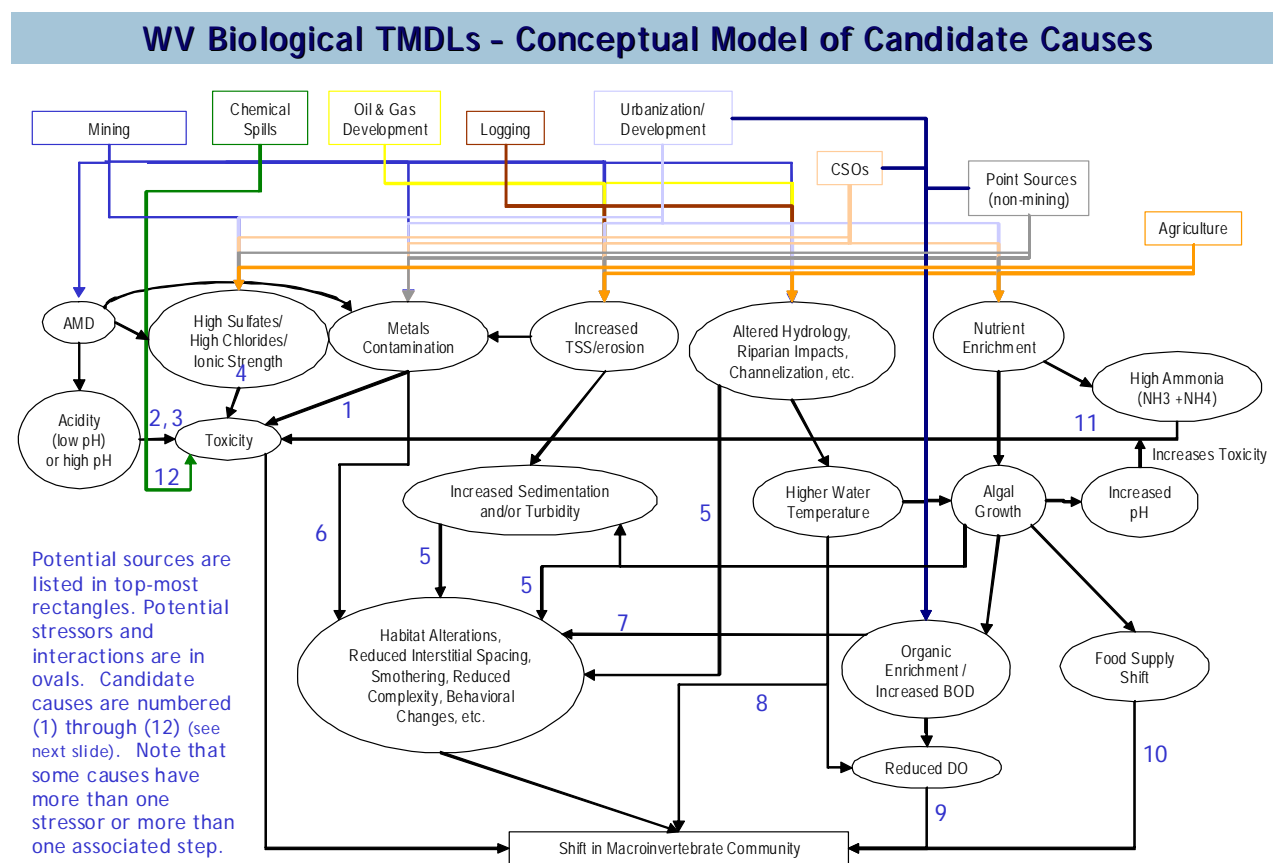 WV Biological TMDLs - Conceptual Model of Candidate Causes
Mining
Chemical
Spills
Oil & Gas
Development
Logging
Urbanization/
Development
CSOs
Point Sources
(non-mining)
Agriculture
AMD
High Sulfates/
High Chlorides/
Ionic Strength
4
Metals
Contamination
Increased
TSS/erosion
Altered Hydrology,
Riparian Impacts,
Channelization, etc.
Nutrient
Enrichment
High Ammonia
(NH3 +NH4)
Acidity
(low pH)
or high pH
2, 3
Toxicity
1
11
12
Increases Toxicity
Increased Sedimentation
and/or Turbidity
Higher Water
Temperature
Algal
Growth
Increased
pH
6
5
5
5
Potential sources are
listed in top-most
rectangles. Potential
stressors and
interactions are in
ovals. Candidate
causes are numbered
(1) through (12) (see
next slide). Note that
some causes have
more than one
stressor or more than
one associated step.
Habitat Alterations,
Reduced Interstitial Spacing,
Smothering, Reduced
Complexity, Behavioral
Changes, etc.
7
Organic
Enrichment /
Increased BOD
Food Supply
Shift
8
Reduced DO
10
9
Shift in Macroinvertebrate Community